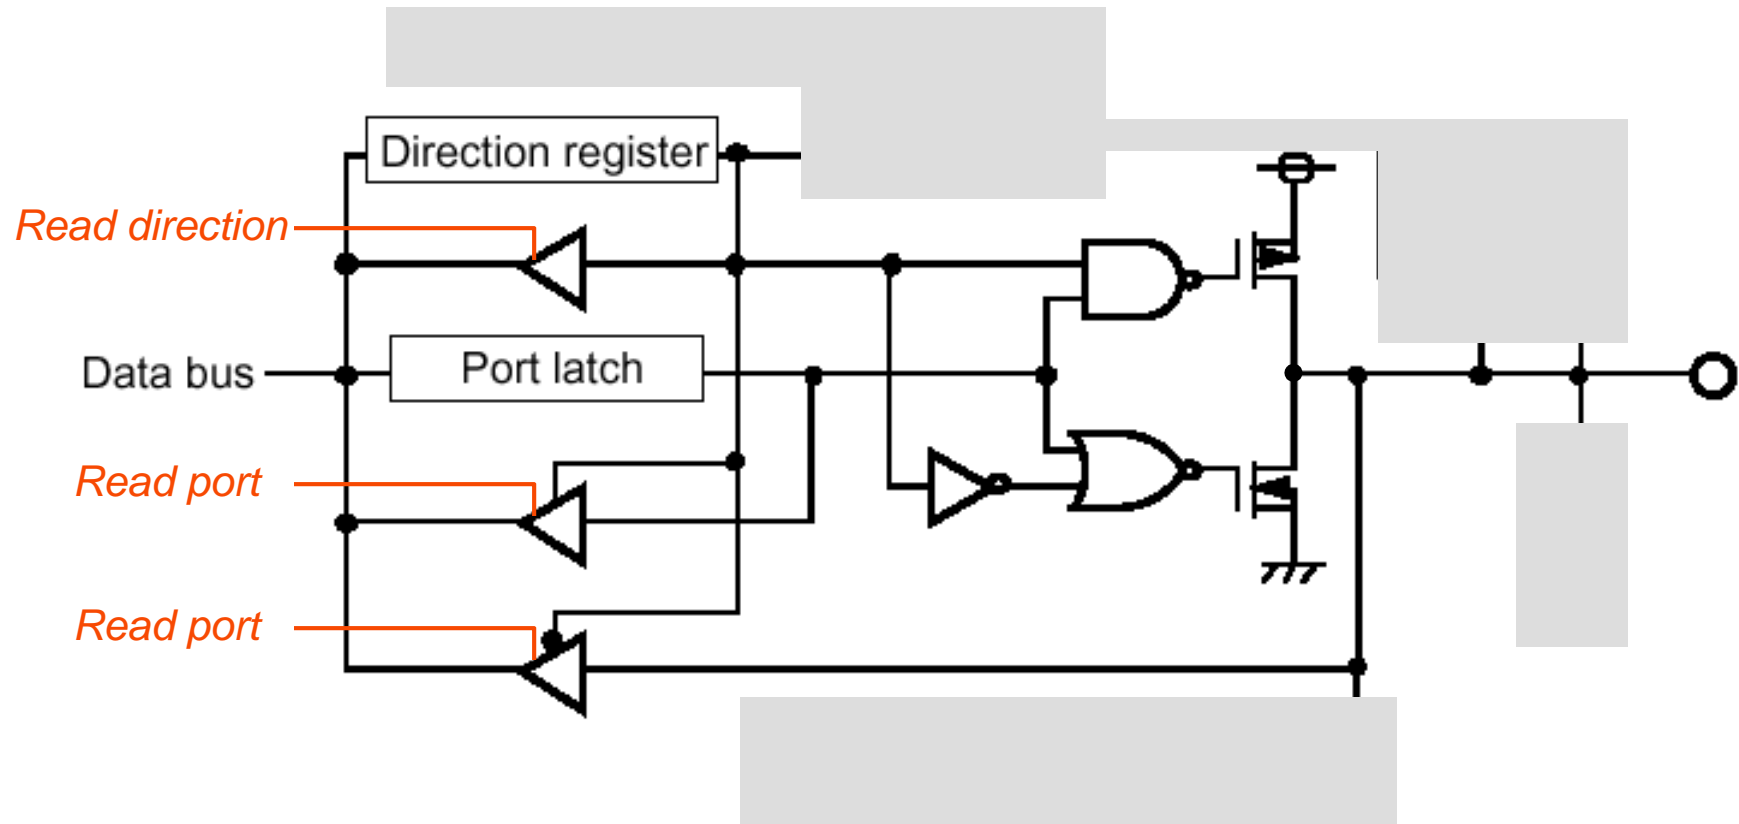 Direction register
Read direction
Data bus
Port latch
Read port
Read port